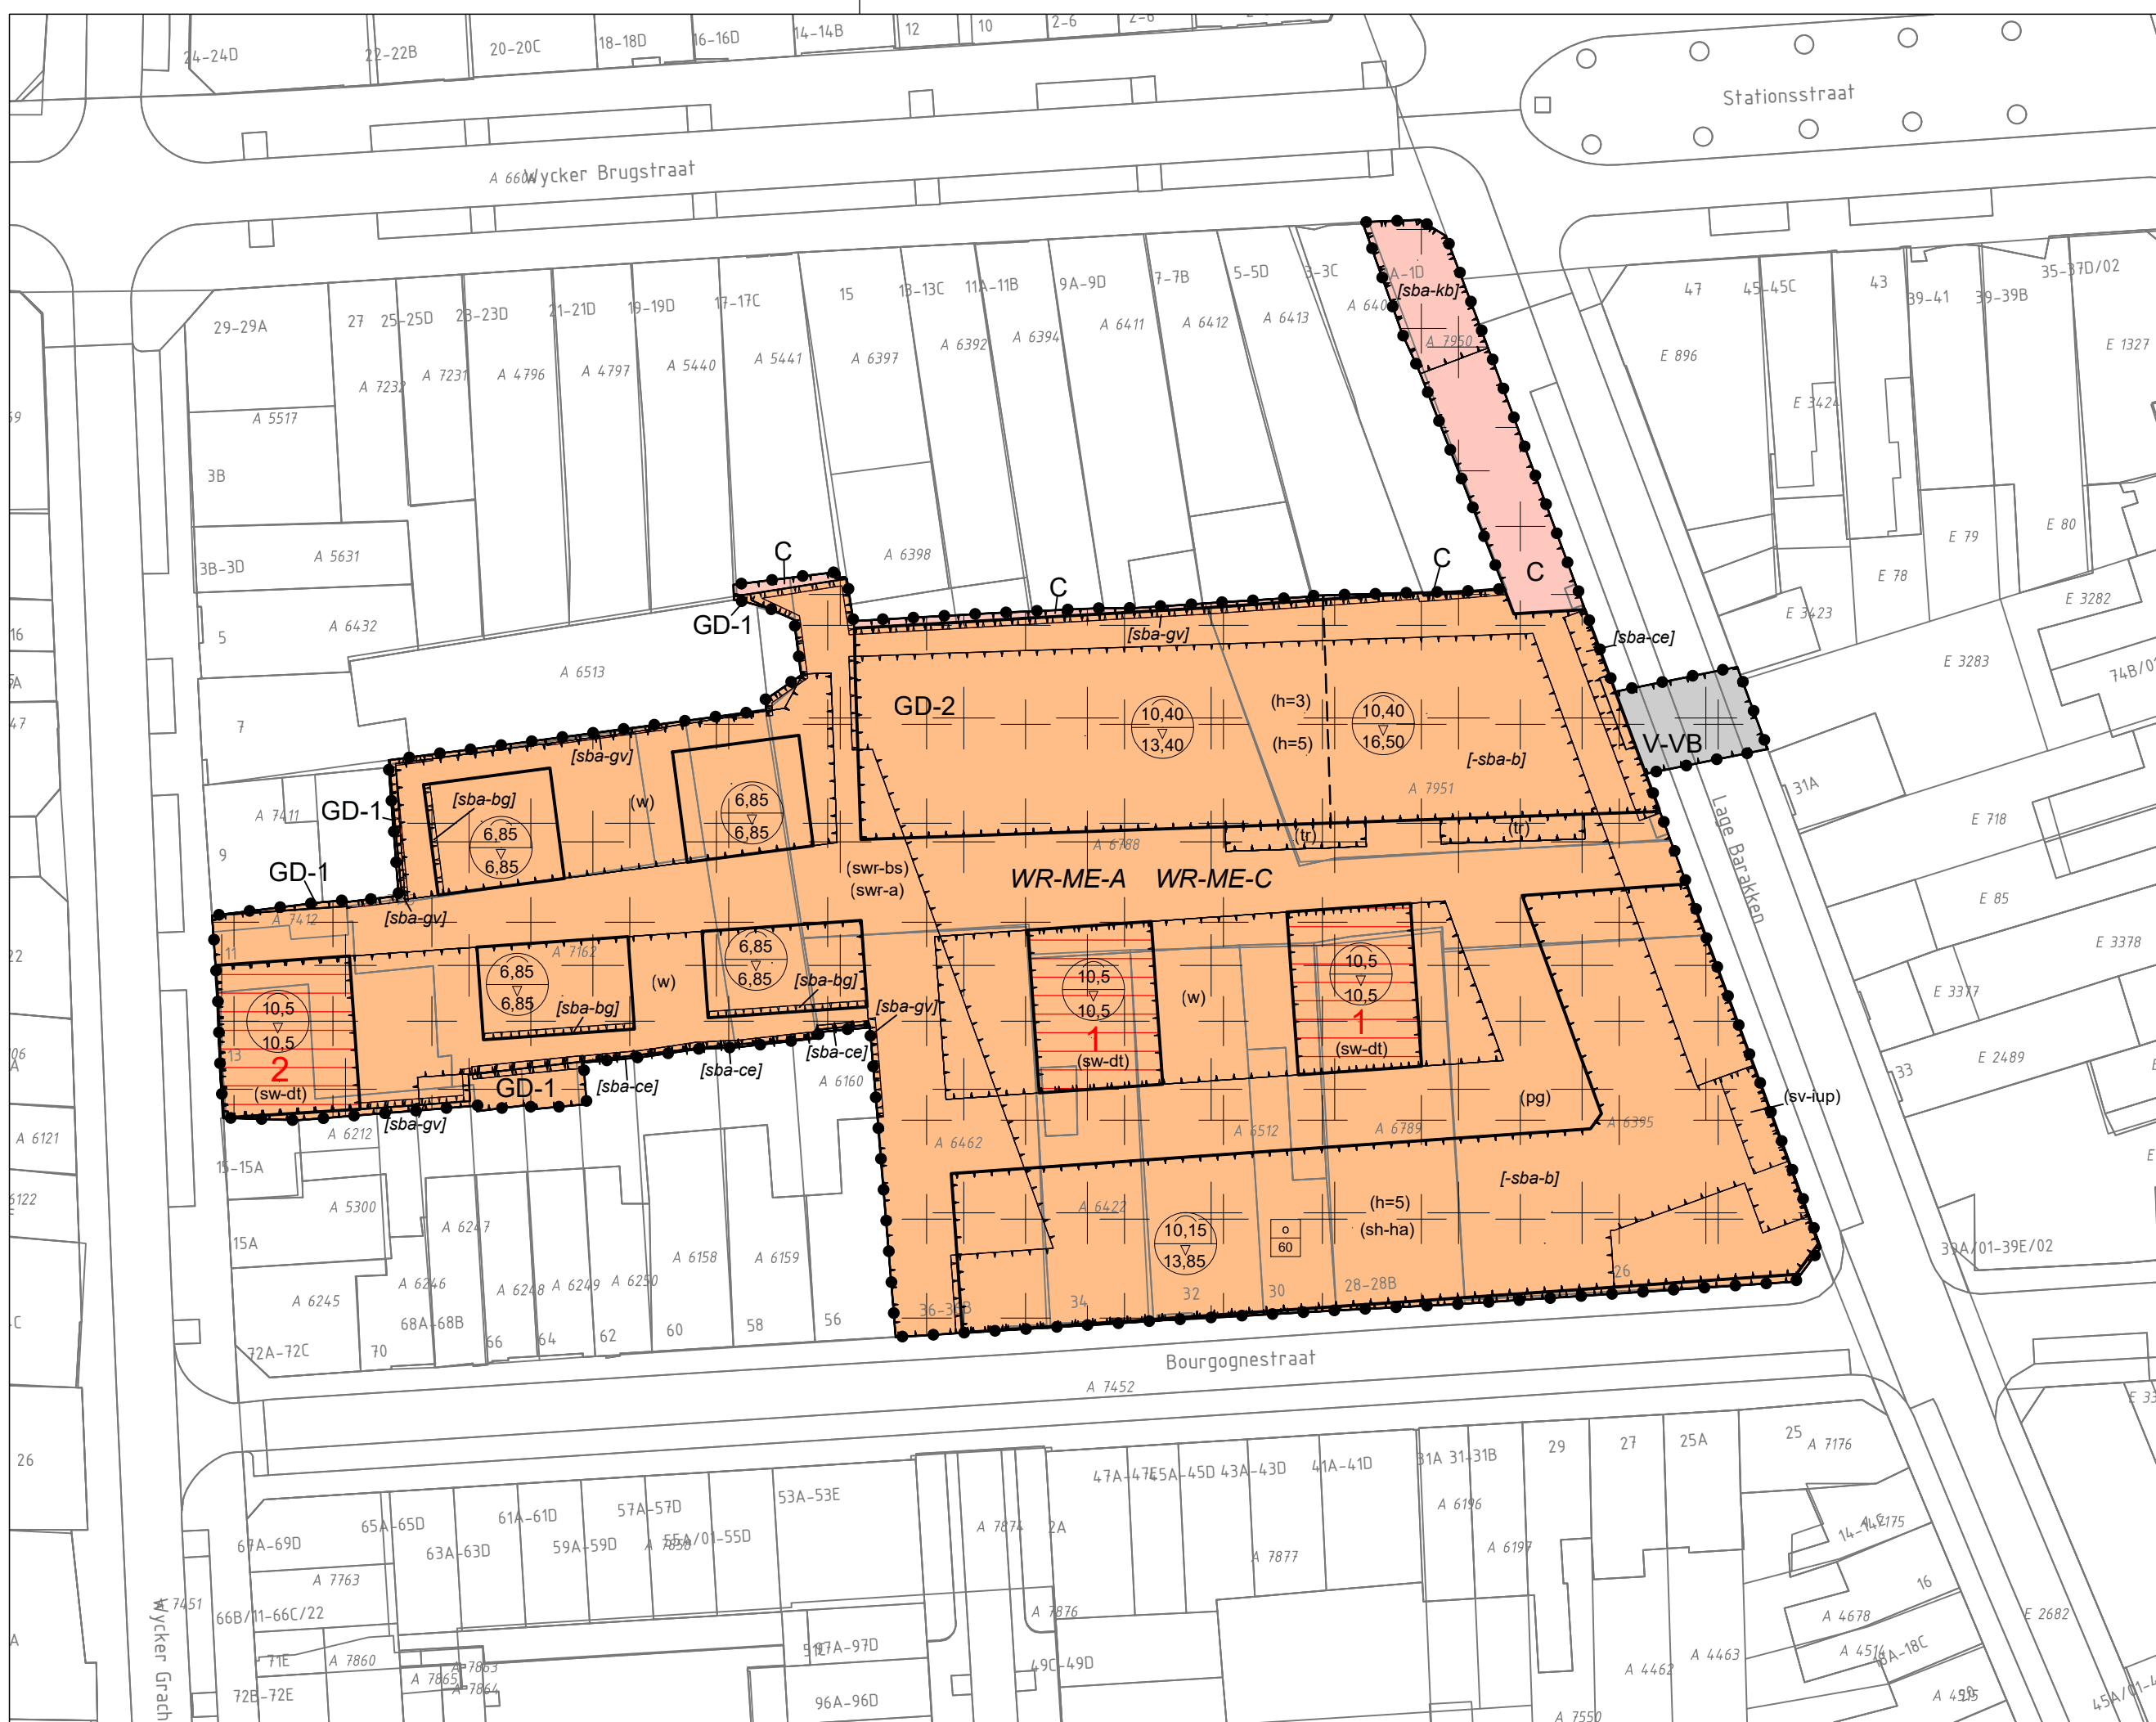 24-24D
22-22B
20-20C
18-18D
16-16D
14-14B
12
10
2-6
2-6
Stationsstraat
Wycker Brugstraat
29-29A
27
25-25D
23-23D
21-21D
19-19D
17-17C
15
13-13C
11A-11B
9A-9D
7-7B
5-5D
3-3C
[sba-kb]
47
45-45C
43
39-41
39-39B
35-37D/02
A 5517
A 7232
A 7231
A 4796
A 4797
A 5440
A 5441
A 6397
A 6392
A 6394
A 6411
A 6412
A 6413
A 7950
E 896
E 1327
E 3424
3B
3B-3D
A 5631
A 6398
E 79
E 80
E 78
E 3282
E 3423
E 3283
5
A 6432
A 6513
7
C
C
C
C
GD-1
[sba-gv]
[sba-ce]
GD-2
V-VB
10,40
13,40
(h=3)
(h=5)
10,40
16,50
[-sba-b]
A 7951
[sba-gv]
[sba-bg]
(w)
6,85
6,85
6,85
6,85
GD-1
A 7411
9
GD-1
[sba-gv]
(tr)
(tr)
A 6788
(swr-bs)
(swr-a)
WR-ME-A
WR-ME-C
31A
Lage Barakken
E 718
E 85
E 3378
E 3377
E 2489
33
A 7412
11
A 7162
6,85
6,85
[sba-bg]
(w)
6,85
6,85
[sba-bg]
[sba-gv]
[sba-ce]
[sba-ce]
[sba-ce]
10,5
10,5
2
(sw-dt)
13
GD-1
[sba-gv]
10,5
10,5
1
(sw-dt)
(w)
10,5
10,5
1
(sw-dt)
(pg)
(sv-iup)
A 6160
A 6462
A 6512
A 6789
A 6395
A 6422
[-sba-b]
(h=5)
(sh-ha)
10,15
13,85
o
60
A 6212
15-15A
A 5300
15A
A 6245
A 6247
A 6246
A 6248
A 6249
A 6250
A 6158
A 6159
68A-68B
72A-72C
70
66
64
62
60
58
56
34
32
30
28-28B
26
39A/01-39E/02
A 6121
Bourgognestraat
A 7452
26
67A-69D
65A-65D
63A-63D
61A-61D
59A-59D
57A-57D
55A/01-55D
53A-53E
A 7874
2A
45A-45D
43A-43D
41A-41D
31A
31-31B
29
27
25A
25
A 7176
A 6196
A 6197
A 7877
A 7876
A 7763
A 7451
66B/11-66C/22
71E
A 7860
A 7865
A 7863
A 7864
72B-72E
97A-97D
96A-96D
49C-49D
A 4462
A 4463
A 7550
16
A 4678
A 4514
E 2682